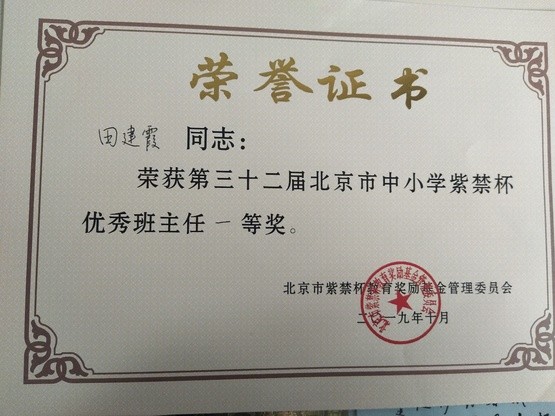 荣誉证书
田建霞 同志：
荣获第三十二届北京市中小学紫禁杯
优秀班主任 一 等奖。
北京市紫禁杯教育奖励基金管理委员会
二〇一九年十月